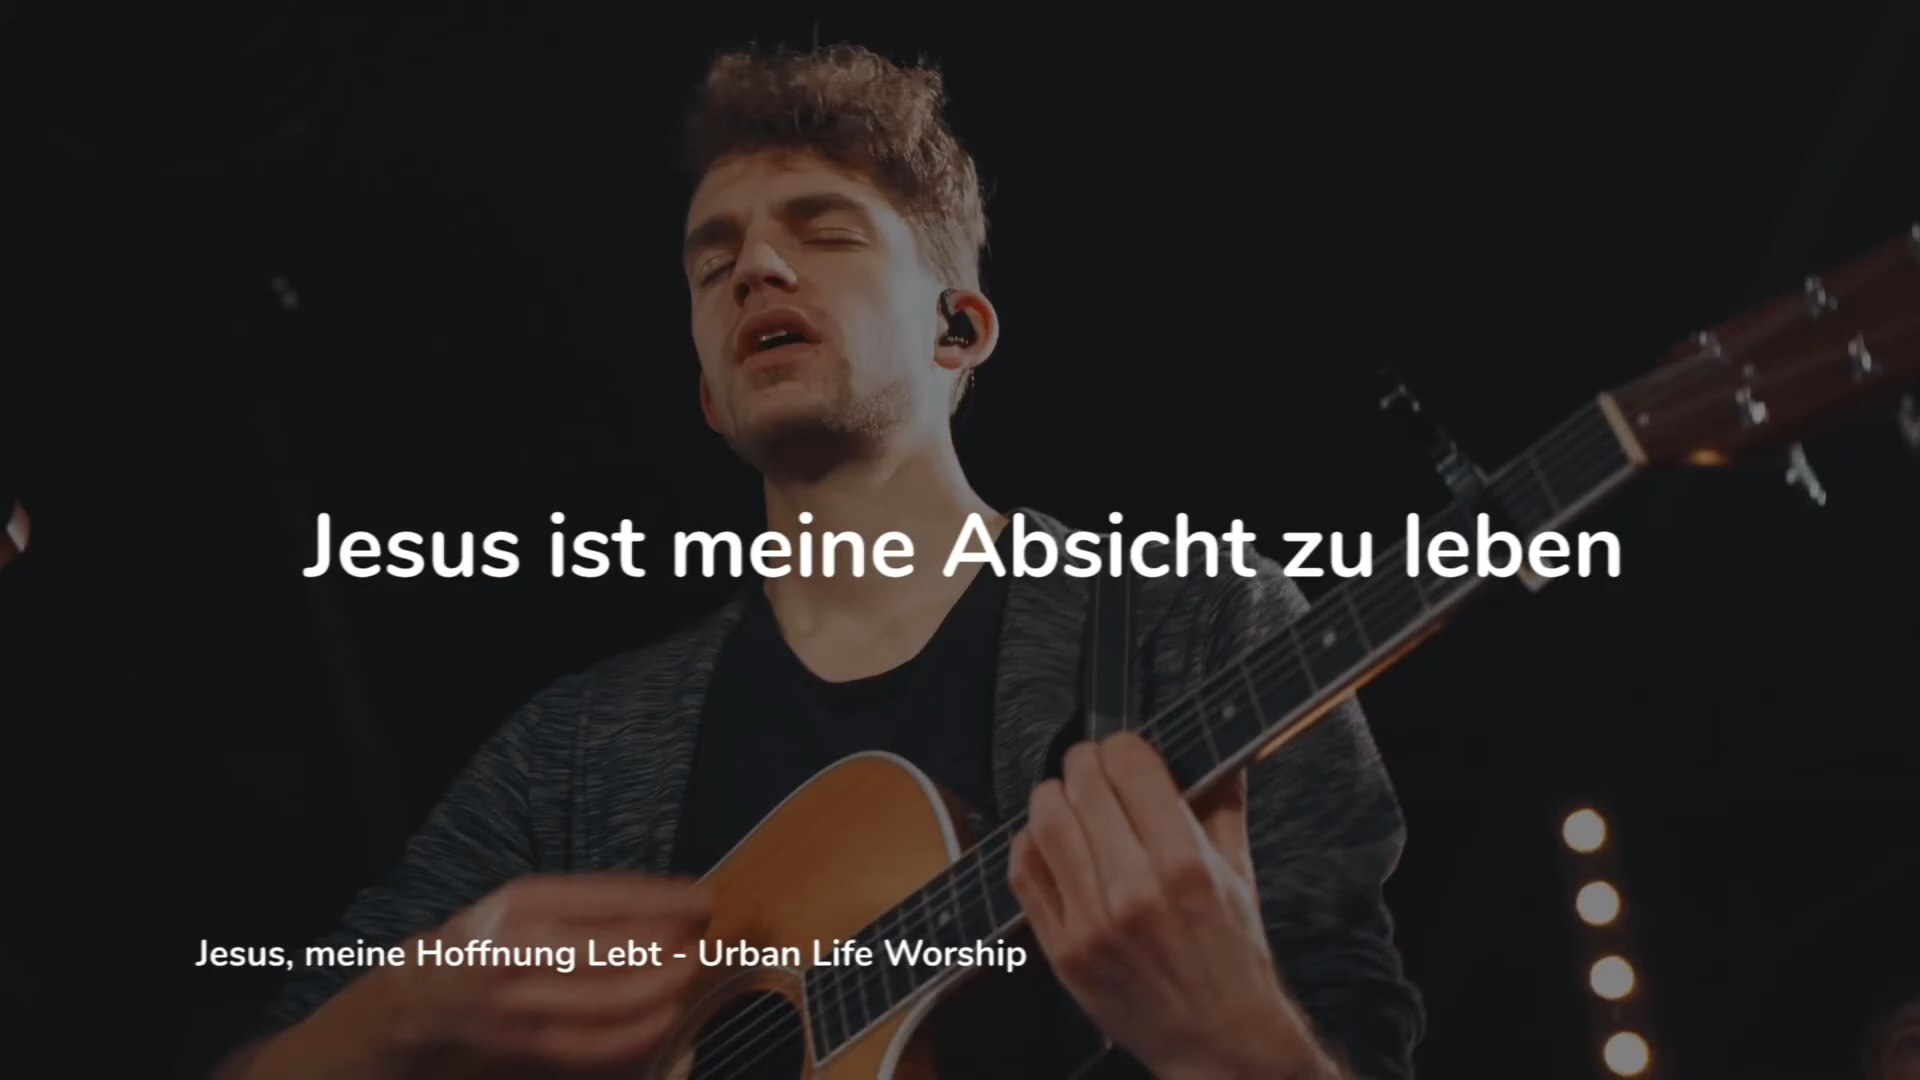 Jesus ist meine Absicht zu leben
Jesus, meine Hoffnung Lebt - Urban Life Worship